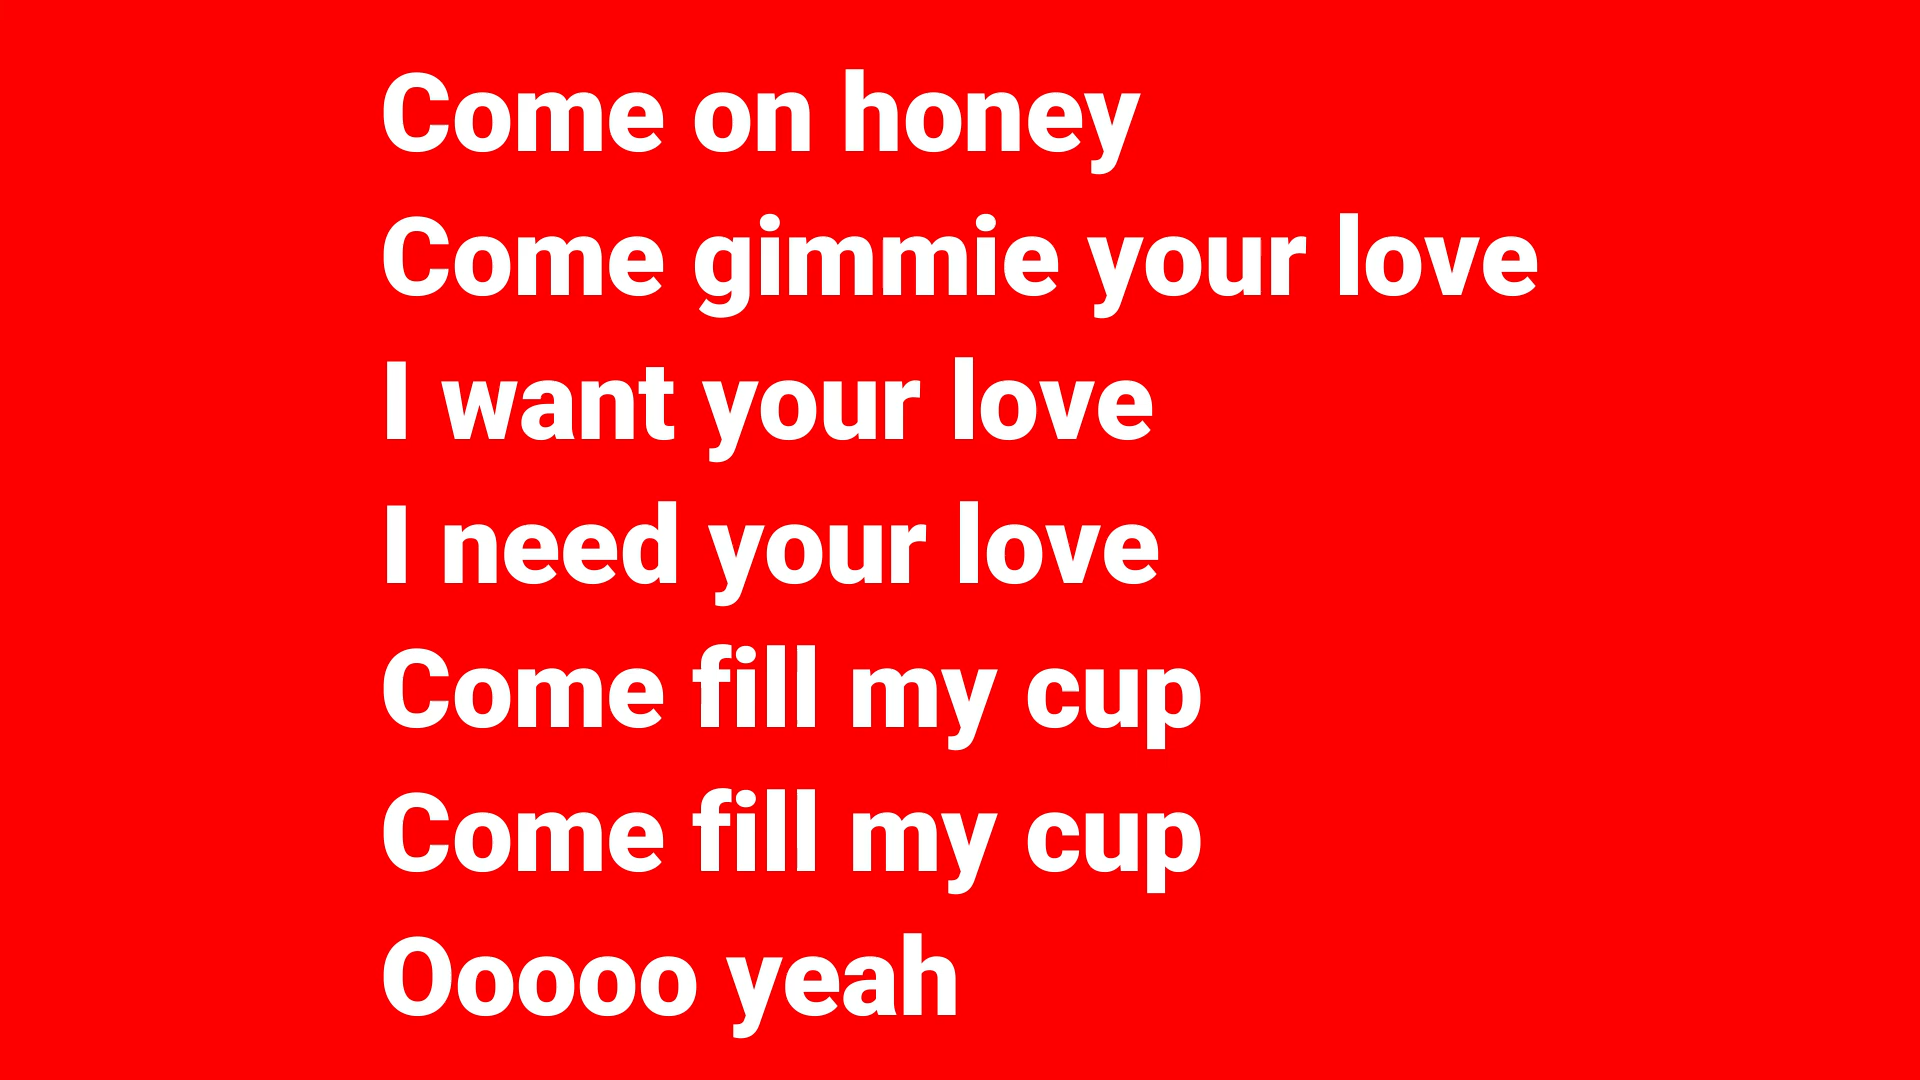 Come on honey
Come gimmie your love
I want your love
I need your love
Come fill my cup
Come fill my cup
Ooooo yeah